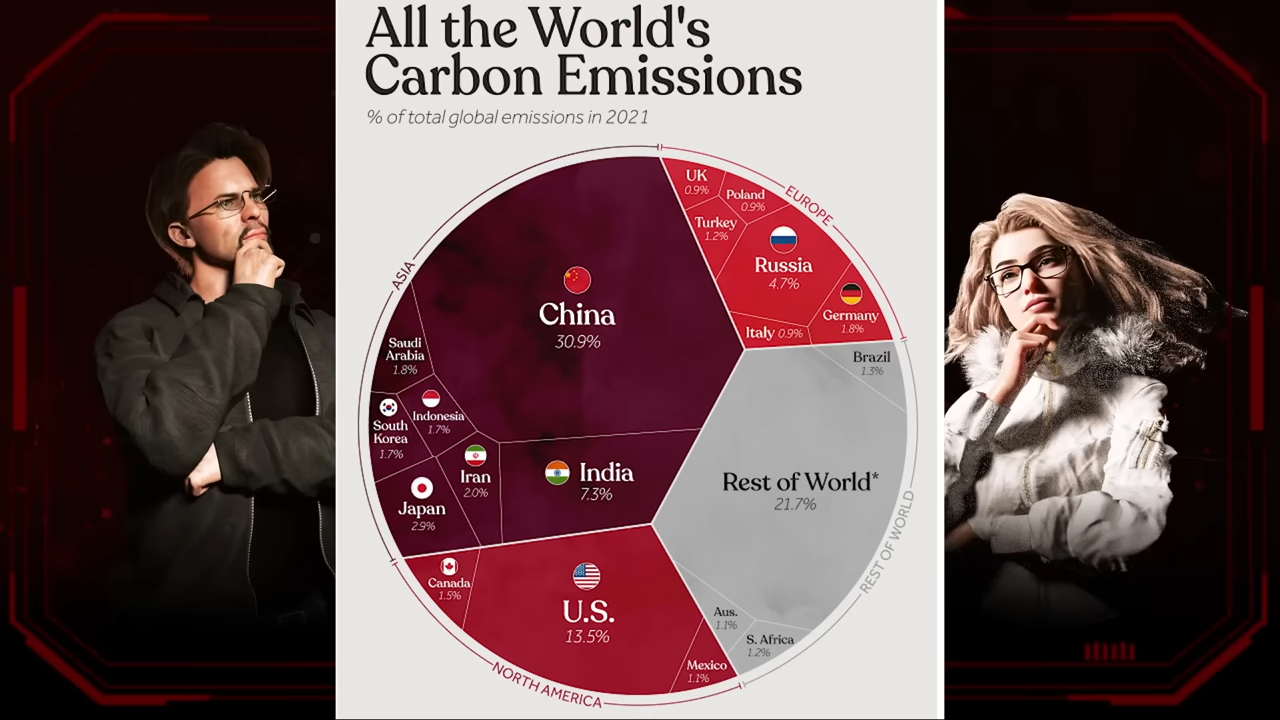 All the World's
Carbon Emissions
% of total global emissions in 2021
ASIA
China
30.9%
Saudi
Arabia
1.8%
Indonesia
1.7%
South
Korea
1.7%
Iran
2.0%
India
7.3%
Japan
2.9%
EUROPE
UK
0.9%
Poland
0.9%
Turkey
1.2%
Russia
4.7%
Germany
1.8%
Italy 0.9%
REST OF WORLD
Brazil
1.3%
Rest of World*
21.7%
Aus.
1.1%
S. Africa
1.2%
NORTH AMERICA
Canada
1.5%
U.S.
13.5%
Mexico
1.1%